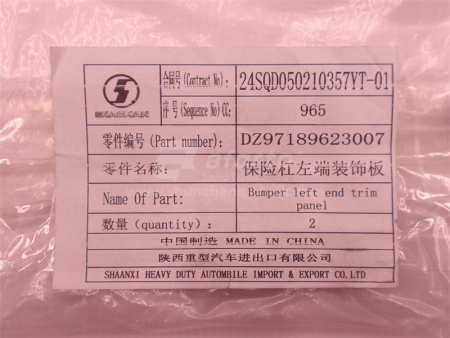 SHACMAN
合同号(Contract No): 24SQD050210357YT-01
序号(Sequence No)CG: 965
零件编号(Part number): DZ97189623007
零件名称: 保险杠左端装饰板
Name Of Part: Bumper left end trim panel
数量(quantity): 2
中国制造 MADE IN CHINA
陕西重型汽车进出口有限公司
SHAANXI HEAVY DUTY AUTOMBILE IMPORT & EXPORT CO,.LTD